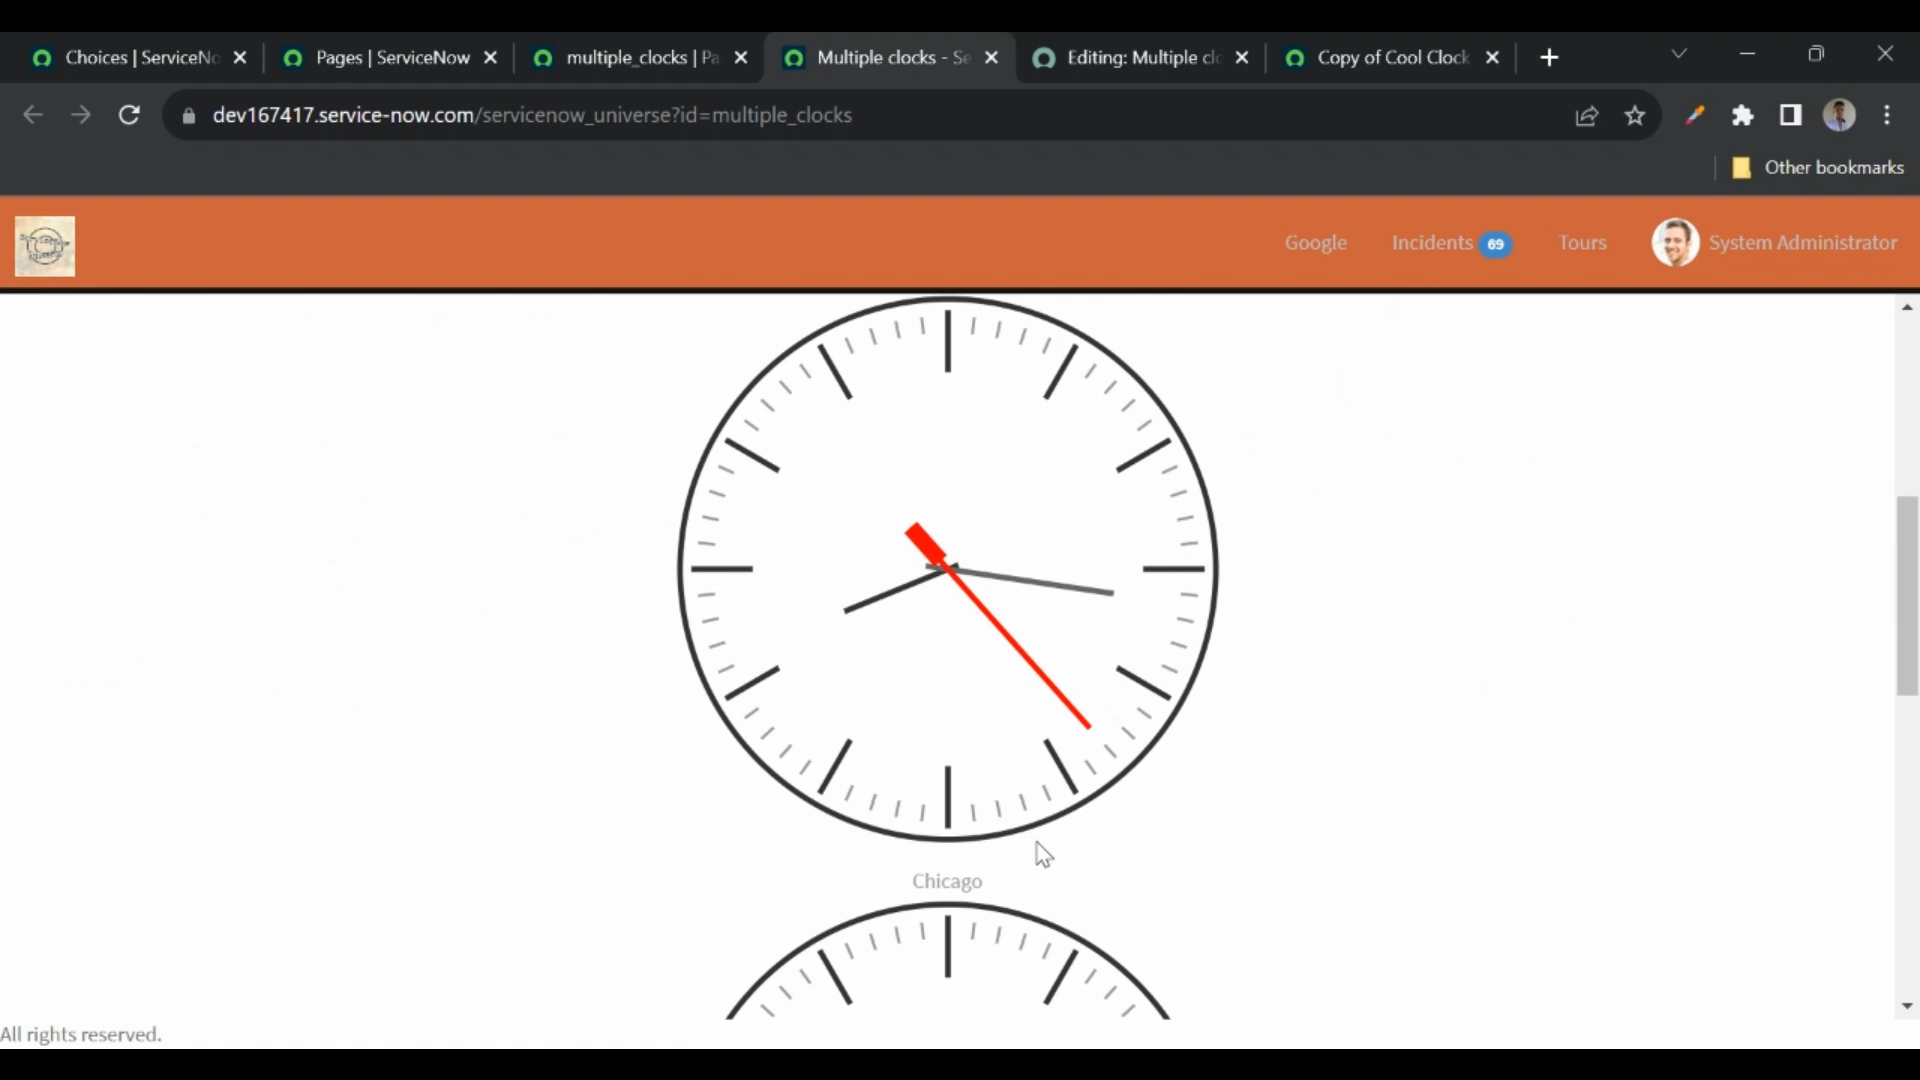 Choices | ServiceNo
Pages | ServiceNow
multiple_clocks | Pa
Multiple clocks - Se
Editing: Multiple clo
Copy of Cool Clock
dev167417.service-now.com/servicenow_universe?id=multiple_clocks
Other bookmarks
Google
Incidents 69
Tours
System Administrator
Chicago
All rights reserved.